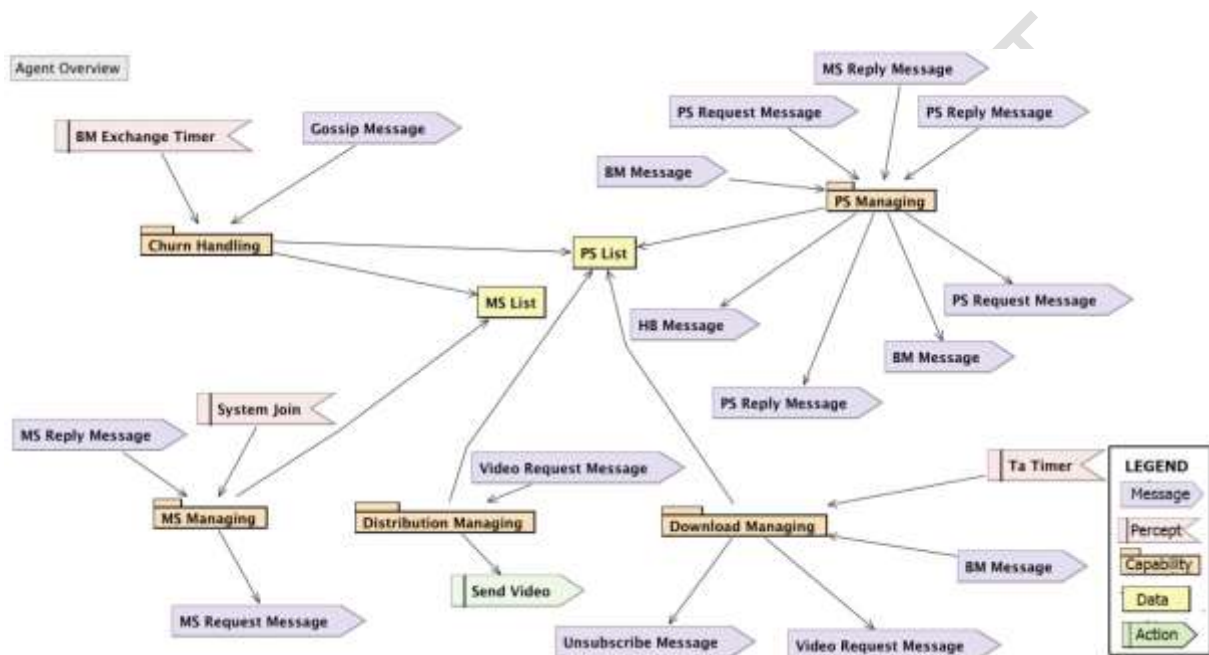 Agent Overview
MS Reply Message
PS Request Message
PS Reply Message
BM Exchange Timer
Gossip Message
BM Message
PS Managing
Churn Handling
PS List
MS List
PS Request Message
HB Message
BM Message
PS Reply Message
System Join
MS Reply Message
Video Request Message
Ta Timer
LEGEND
Message
Percept
Capability
Data
Action
MS Managing
Distribution Managing
Download Managing
BM Message
Send Video
MS Request Message
Unsubscribe Message
Video Request Message